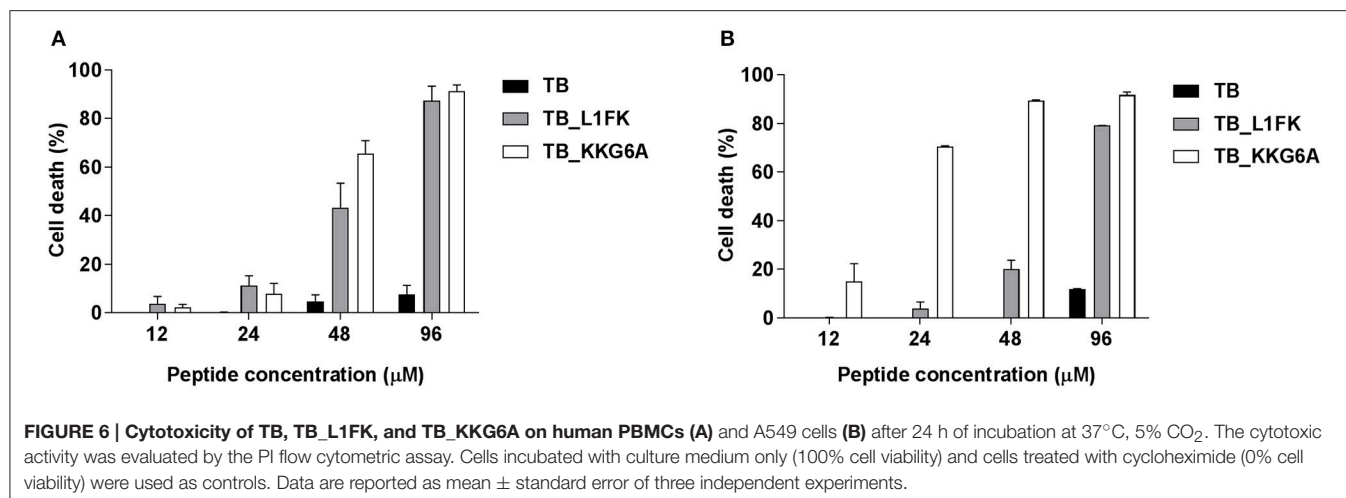 A
100
80
60
40
20
0
Cell death (%)
12 24 48 96
Peptide concentration (μM)
TB
TB_L1FK
TB_KKG6A
B
100
80
60
40
20
0
Cell death (%)
12 24 48 96
Peptide concentration (μM)
TB
TB_L1FK
TB_KKG6A
FIGURE 6 | Cytotoxicity of TB, TB_L1FK, and TB_KKG6A on human PBMCs (A) and A549 cells (B) after 24 h of incubation at 37°C, 5% CO₂. The cytotoxic
activity was evaluated by the PI flow cytometric assay. Cells incubated with culture medium only (100% cell viability) and cells treated with cycloheximide (0% cell
viability) were used as controls. Data are reported as mean ± standard error of three independent experiments.